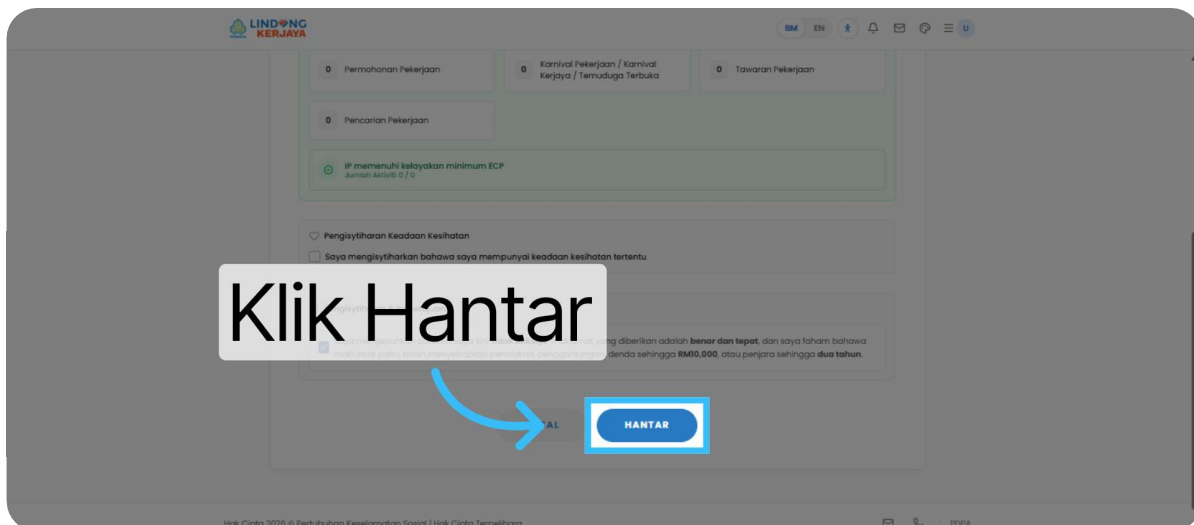 LINDUNG
KERJAYA
BM EN U
0 Permohonan Pekerjaan
0 Karnival Pekerjaan / Karnival
Kerjaya / Temuduga Terbuka
0 Tawaran Pekerjaan
0 Pencarian Pekerjaan
IP memenuhi kelayakan minimum ECP
Jumlah Aktiviti 0 / 0
Pengisytiharan Keadaan Kesihatan
Saya mengisytiharkan bahawa saya mempunyai keadaan kesihatan tertentu
Klik Hantar
yang diberikan adalah benar dan tepat, dan saya faham bahawa
denda sehingga RM10,000, atau penjara sehingga dua tahun.
HANTAR
Hak Cipta 2026 © Pertubuhan Keselamatan Sosial | Hak Cipta Terpelihara
PDPA